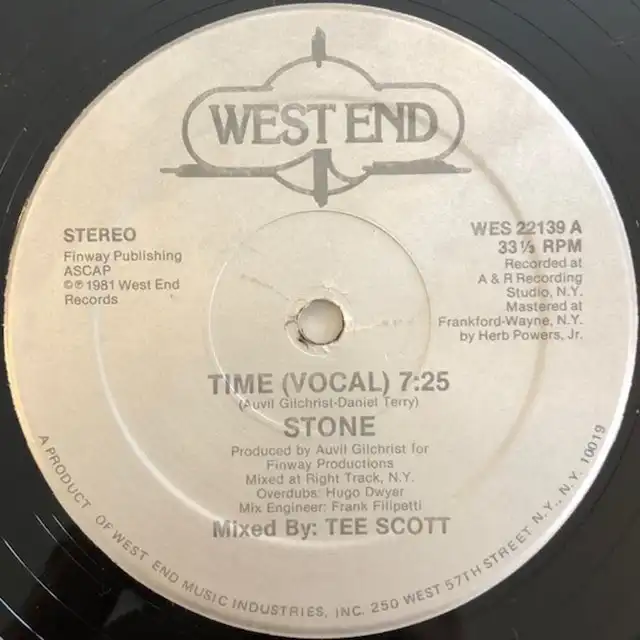 WEST END
STEREO
Finway Publishing
ASCAP
©℗ 1981 West End
Records
WES 22139 A
33⅓ RPM
Recorded at
A & R Recording
Studio, N.Y.
Mastered at
Frankford-Wayne, N.Y.
by Herb Powers, Jr.
TIME (VOCAL) 7:25
(Auvil Gilchrist-Daniel Terry)
STONE
Produced by Auvil Gilchrist for
Finway Productions
Mixed at Right Track, N.Y.
Overdubs: Hugo Dwyer
Mix Engineer: Frank Filipetti
Mixed By: TEE SCOTT
A PRODUCT OF WEST END MUSIC INDUSTRIES, INC. 250 WEST 57TH STREET N.Y., N.Y. 10019